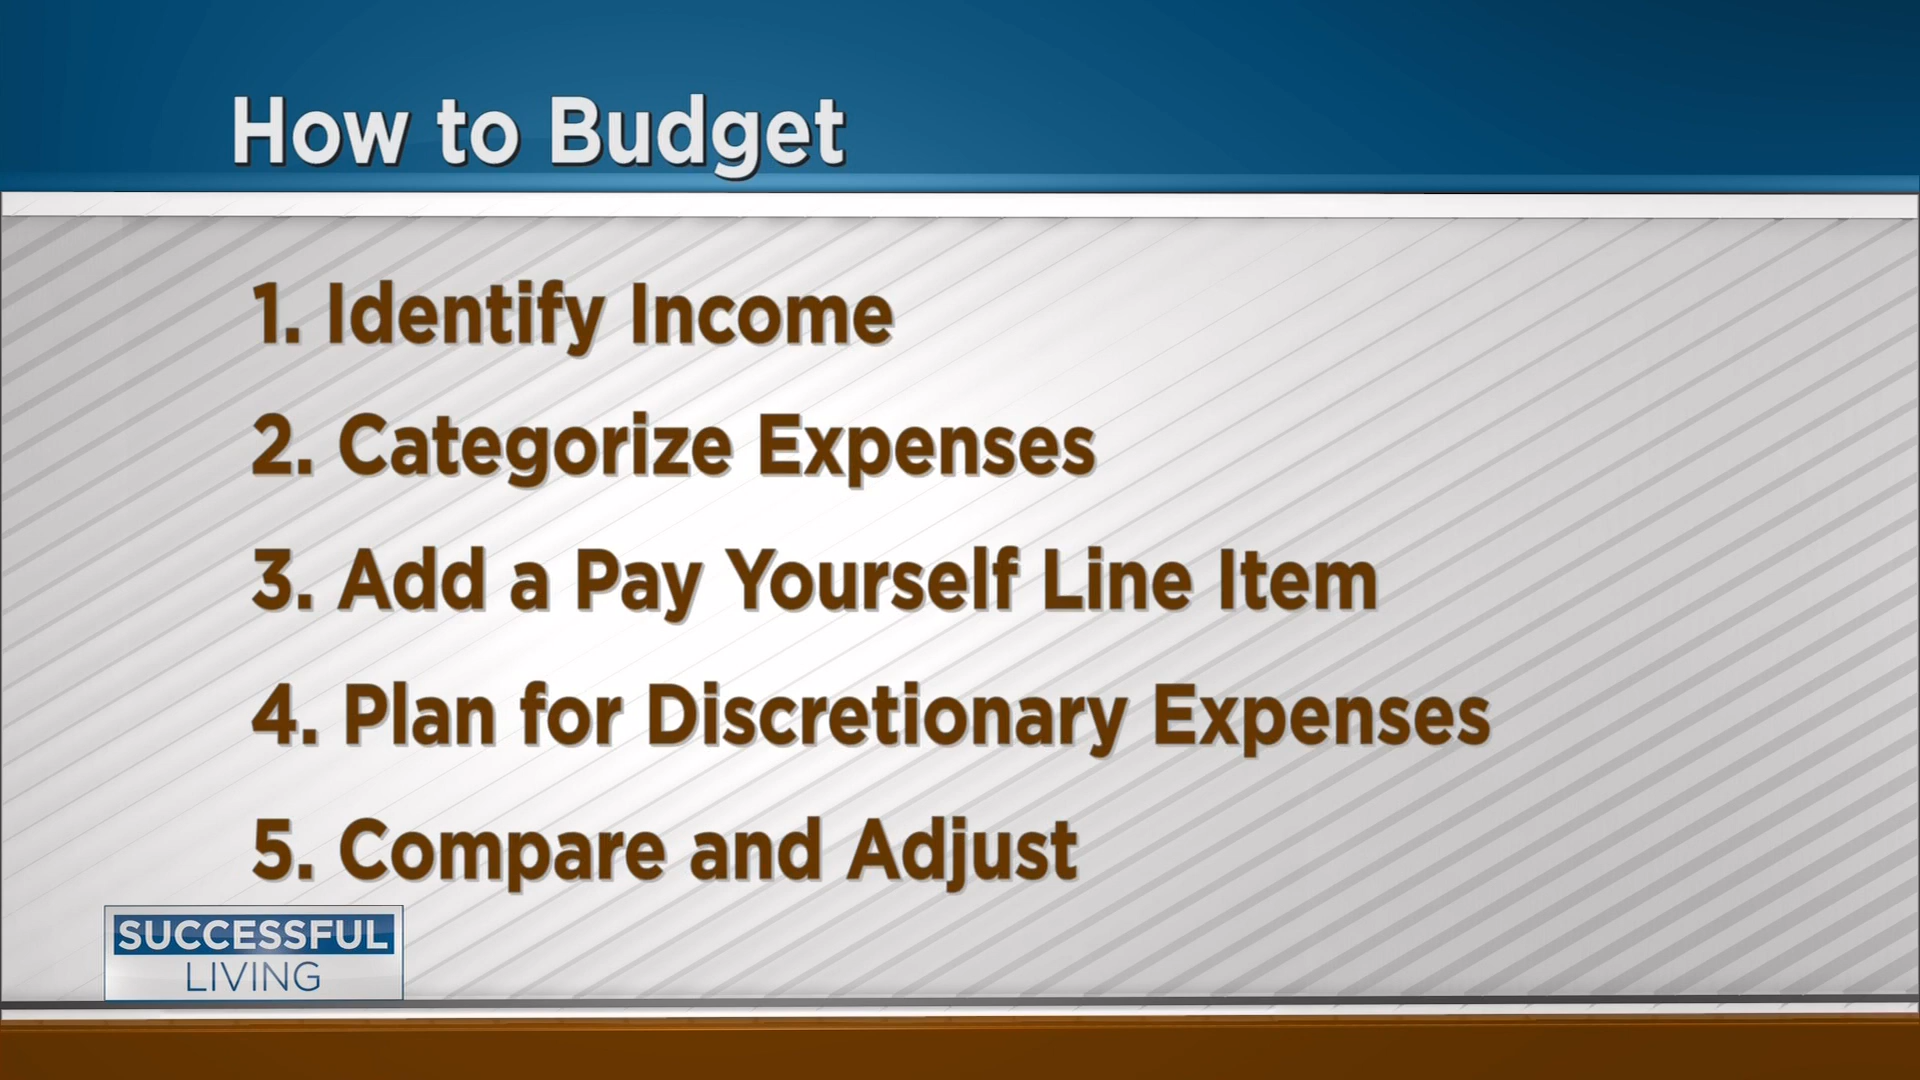 How to Budget
1. Identify Income
2. Categorize Expenses
3. Add a Pay Yourself Line Item
4. Plan for Discretionary Expenses
5. Compare and Adjust
SUCCESSFUL
LIVING